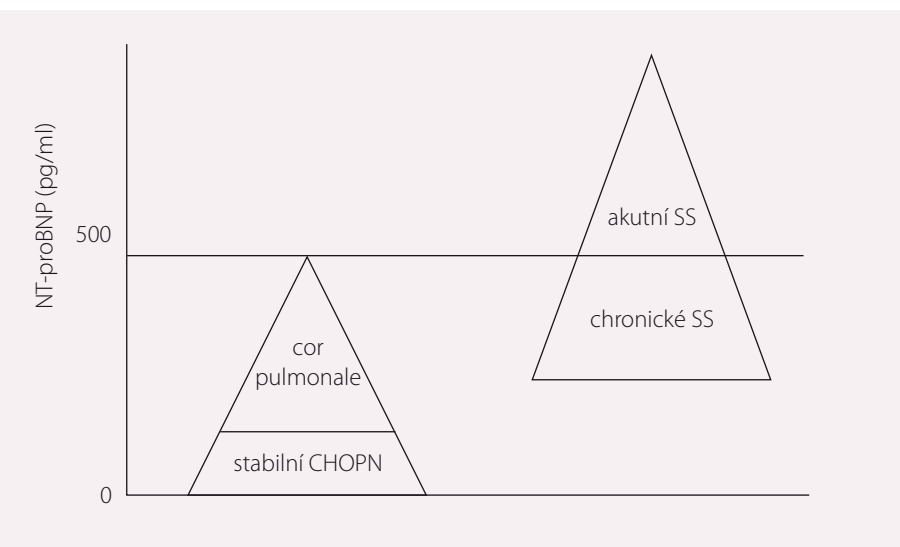 NT-proBNP (pg/ml)
500
akutní SS
chronické SS
cor
pulmonale
stabilní CHOPN
0